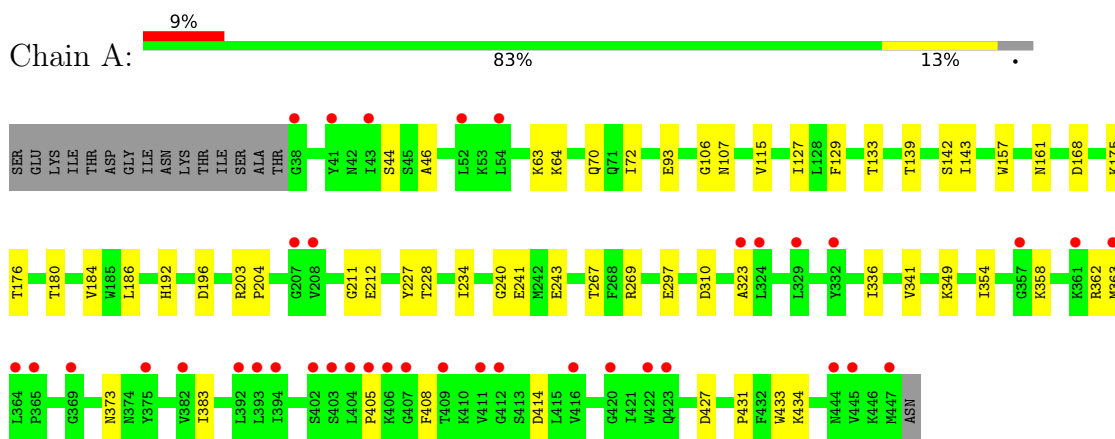 9%
Chain A:
83% 13% •
SER GLU LYS ILE THR ASP GLY ILE ASN LYS THR ILE SER ALA THR G38 Y41 N42 I43 S44 S45 A46 L52 K53 L54 K63 K64 Q70 Q71 I72 E93 G106 N107 V115 I127 L128 F129 T133 T139 S142 I143 W157 N161 D168 K175
T176 T180 V184 W185 L186 H192 D196 R203 P204 G207 V208 G211 E212 Y227 T228 I234 G240 E241 M242 E243 T267 F268 R269 E297 D310 A323 L324 L329 Y332 I336 V341 K349 I354 G357 K358 K361 R362 M363
L364 P365 G369 N373 N374 Y375 V382 I383 L392 L393 I394 S402 S403 L404 P405 K406 G407 F408 T409 K410 V411 G412 S413 D414 L415 V416 G420 I421 W422 Q423 D427 P431 F432 W433 K434 N444 V445 K446 M447 ASN